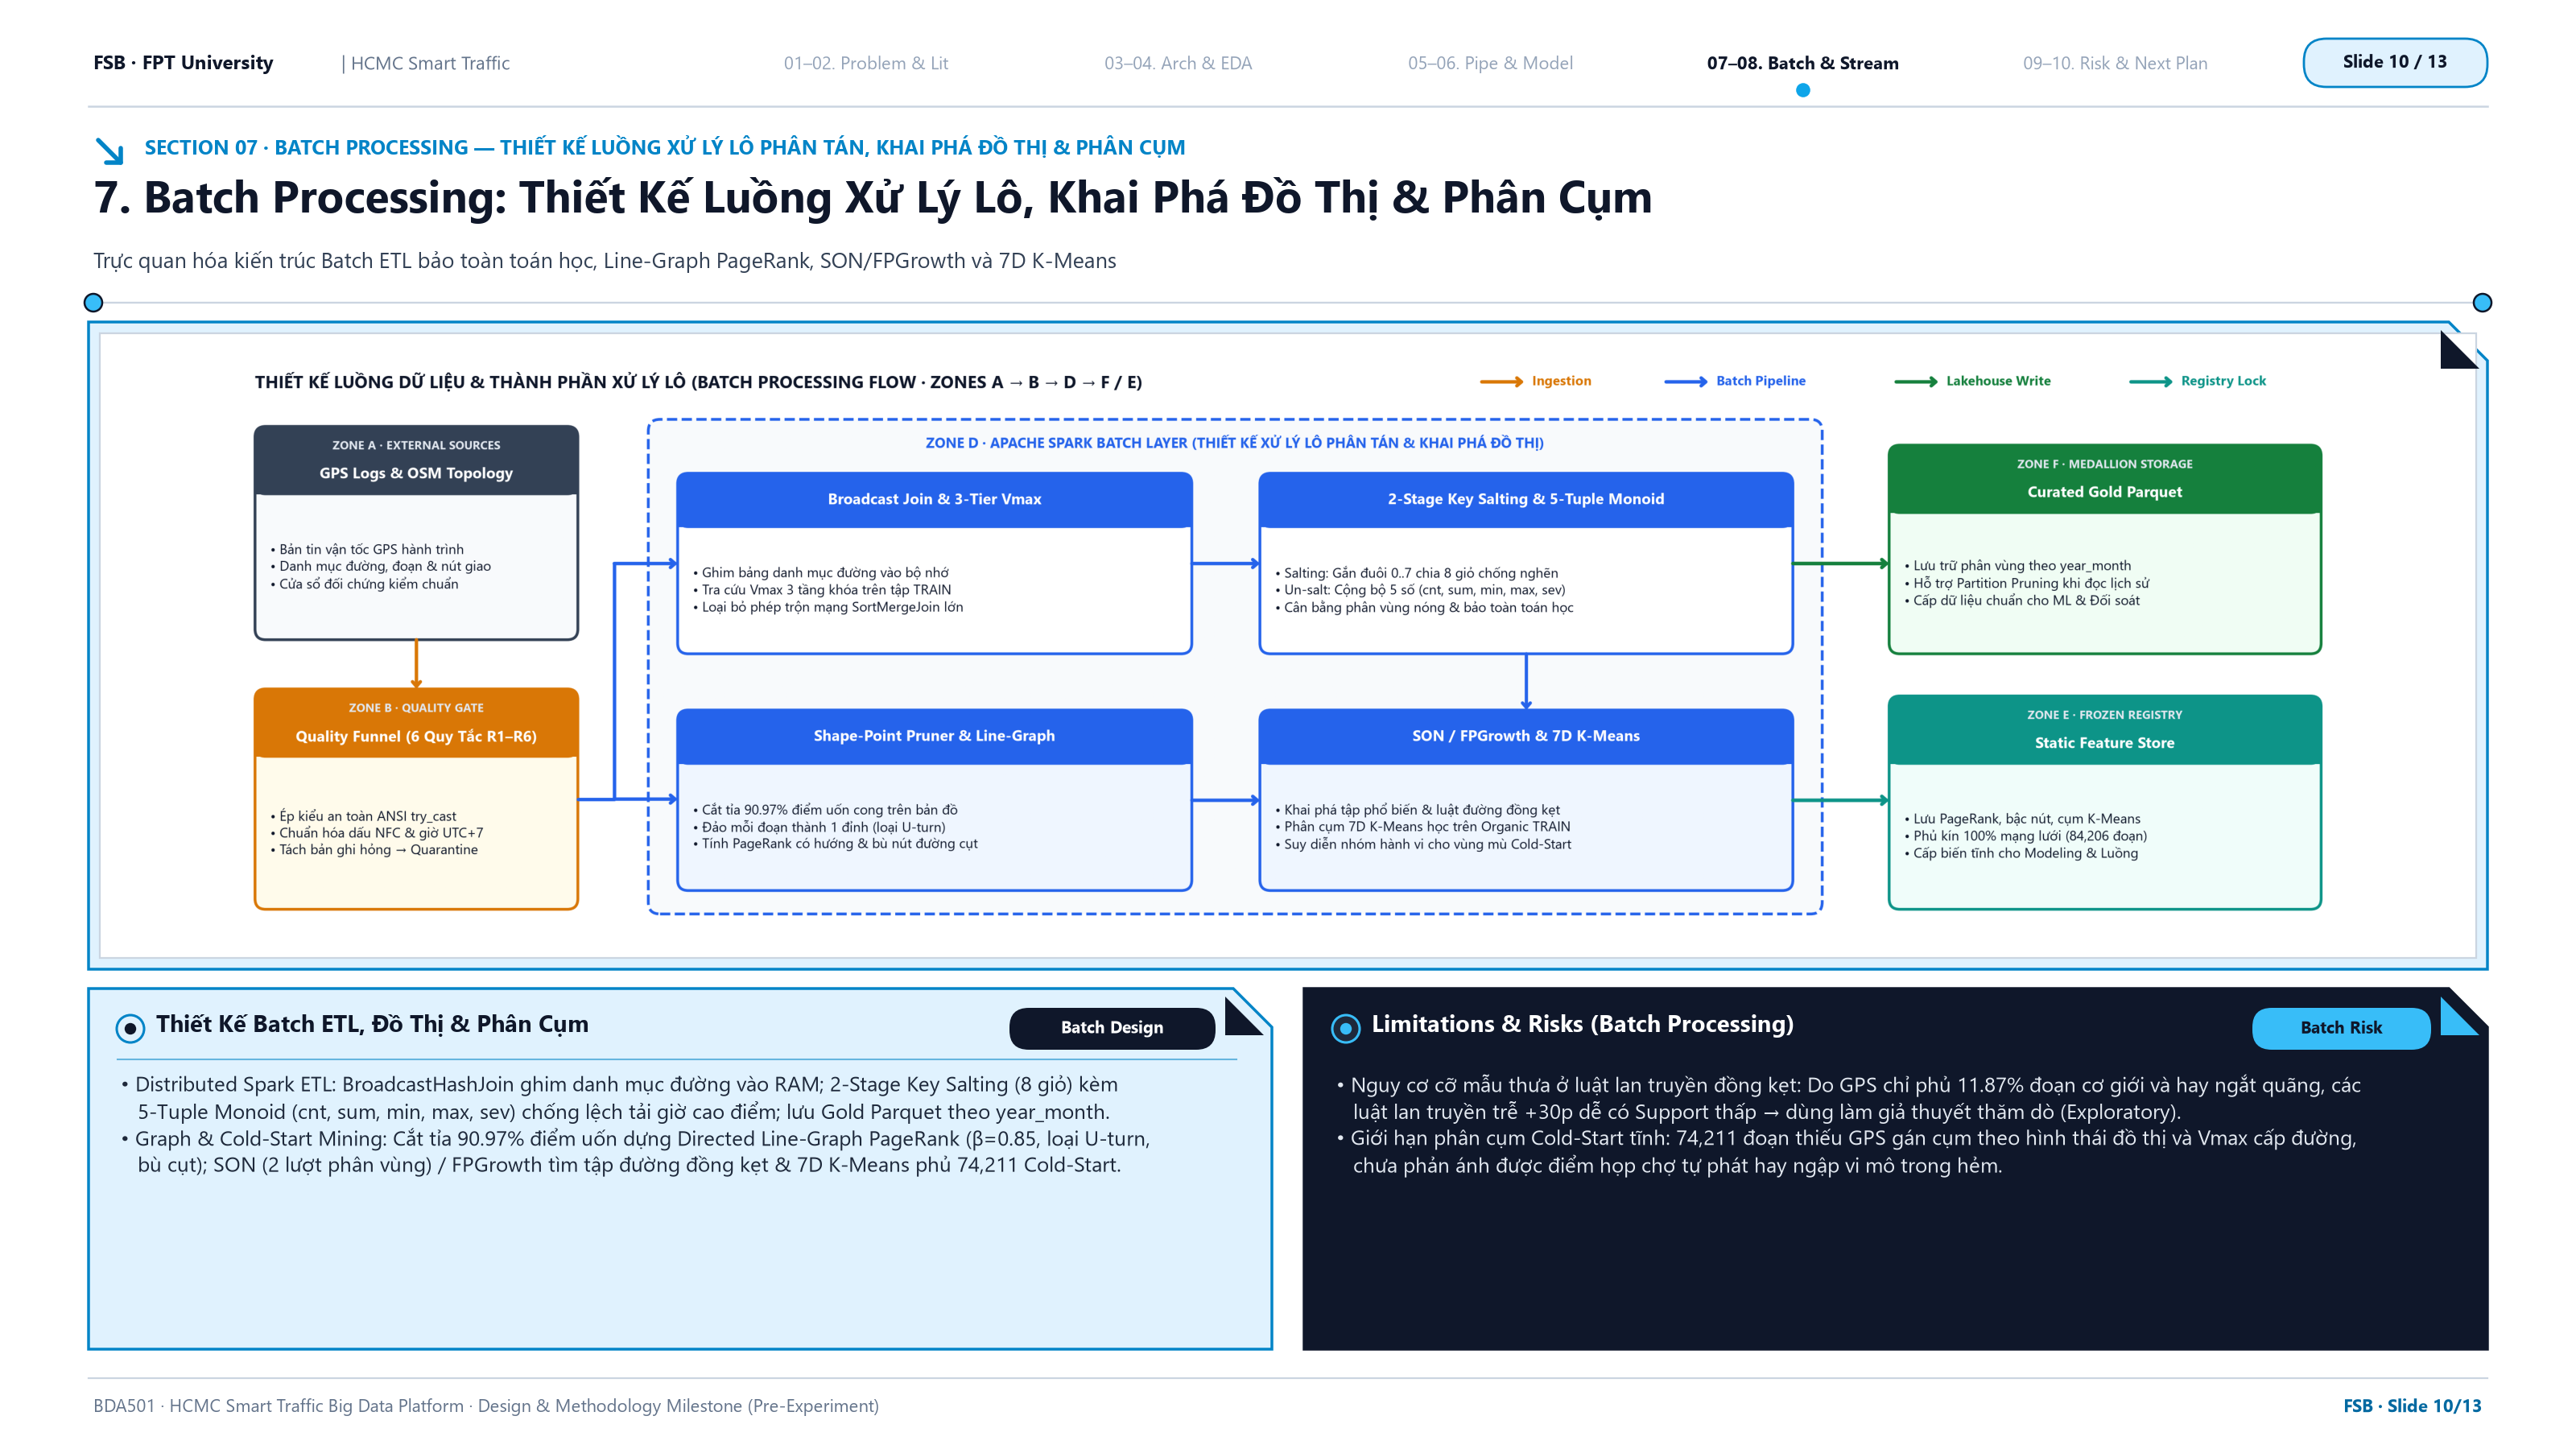 FSB · FPT University | HCMC Smart Traffic
01–02. Problem & Lit
03–04. Arch & EDA
05–06. Pipe & Model
07–08. Batch & Stream
09–10. Risk & Next Plan
Slide 10 / 13
SECTION 07 · BATCH PROCESSING — THIẾT KẾ LUỒNG XỬ LÝ LÔ PHÂN TÁN, KHAI PHÁ ĐỒ THỊ & PHÂN CỤM
7. Batch Processing: Thiết Kế Luồng Xử Lý Lô, Khai Phá Đồ Thị & Phân Cụm
Trực quan hóa kiến trúc Batch ETL bảo toàn toán học, Line-Graph PageRank, SON/FPGrowth và 7D K-Means
THIẾT KẾ LUỒNG DỮ LIỆU & THÀNH PHẦN XỬ LÝ LÔ (BATCH PROCESSING FLOW · ZONES A → B → D → F / E)
Ingestion
Batch Pipeline
Lakehouse Write
Registry Lock
ZONE A · EXTERNAL SOURCES
GPS Logs & OSM Topology
• Bản tin vận tốc GPS hành trình
• Danh mục đường, đoạn & nút giao
• Cửa sổ đối chứng kiểm chuẩn
ZONE B · QUALITY GATE
Quality Funnel (6 Quy Tắc R1–R6)
• Ép kiểu an toàn ANSI try_cast
• Chuẩn hóa dấu NFC & giờ UTC+7
• Tách bản ghi hỏng → Quarantine
ZONE D · APACHE SPARK BATCH LAYER (THIẾT KẾ XỬ LÝ LÔ PHÂN TÁN & KHAI PHÁ ĐỒ THỊ)
Broadcast Join & 3-Tier Vmax
• Ghim bảng danh mục đường vào bộ nhớ
• Tra cứu Vmax 3 tầng khóa trên tập TRAIN
• Loại bỏ phép trộn mạng SortMergeJoin lớn
2-Stage Key Salting & 5-Tuple Monoid
• Salting: Gắn đuôi 0..7 chia 8 giỏ chống nghẽn
• Un-salt: Cộng bộ 5 số (cnt, sum, min, max, sev)
• Cân bằng phân vùng nóng & bảo toàn toán học
Shape-Point Pruner & Line-Graph
• Cắt tỉa 90.97% điểm uốn cong trên bản đồ
• Đảo mỗi đoạn thành 1 đỉnh (loại U-turn)
• Tính PageRank có hướng & bù nút đường cụt
SON / FPGrowth & 7D K-Means
• Khai phá tập phổ biến & luật đường đồng kẹt
• Phân cụm 7D K-Means học trên Organic TRAIN
• Suy diễn nhóm hành vi cho vùng mù Cold-Start
ZONE F · MEDALLION STORAGE
Curated Gold Parquet
• Lưu trữ phân vùng theo year_month
• Hỗ trợ Partition Pruning khi đọc lịch sử
• Cấp dữ liệu chuẩn cho ML & Đối soát
ZONE E · FROZEN REGISTRY
Static Feature Store
• Lưu PageRank, bậc nút, cụm K-Means
• Phủ kín 100% mạng lưới (84,206 đoạn)
• Cấp biến tĩnh cho Modeling & Luồng
Thiết Kế Batch ETL, Đồ Thị & Phân Cụm
Batch Design
• Distributed Spark ETL: BroadcastHashJoin ghim danh mục đường vào RAM; 2-Stage Key Salting (8 giỏ) kèm
5-Tuple Monoid (cnt, sum, min, max, sev) chống lệch tải giờ cao điểm; lưu Gold Parquet theo year_month.
• Graph & Cold-Start Mining: Cắt tỉa 90.97% điểm uốn dựng Directed Line-Graph PageRank (β=0.85, loại U-turn,
bù cụt); SON (2 lượt phân vùng) / FPGrowth tìm tập đường đồng kẹt & 7D K-Means phủ 74,211 Cold-Start.
Limitations & Risks (Batch Processing)
Batch Risk
• Nguy cơ cỡ mẫu thưa ở luật lan truyền đồng kẹt: Do GPS chỉ phủ 11.87% đoạn cơ giới và hay ngắt quãng, các
luật lan truyền trễ +30p dễ có Support thấp → dùng làm giả thuyết thăm dò (Exploratory).
• Giới hạn phân cụm Cold-Start tĩnh: 74,211 đoạn thiếu GPS gán cụm theo hình thái đồ thị và Vmax cấp đường,
chưa phản ánh được điểm họp chợ tự phát hay ngập vi mô trong hẻm.
BDA501 · HCMC Smart Traffic Big Data Platform · Design & Methodology Milestone (Pre-Experiment)
FSB · Slide 10/13